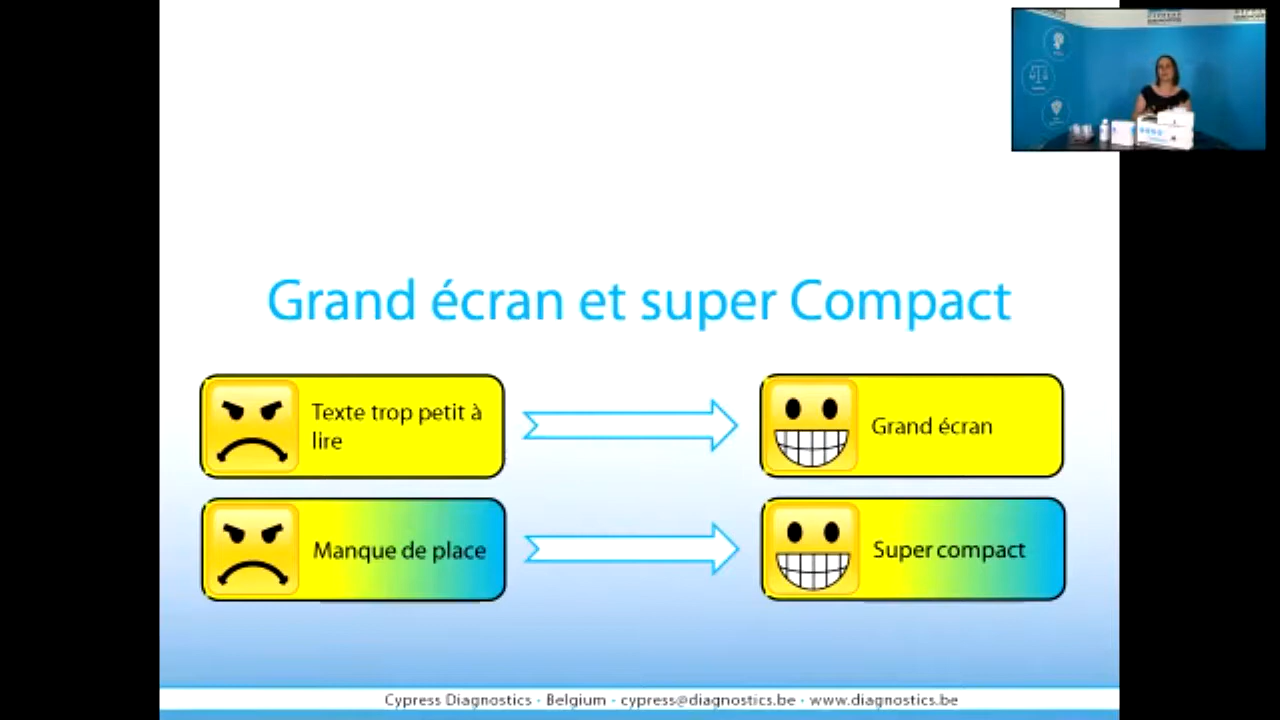 Grand écran et super Compact
Texte trop petit à
lire
Grand écran
Manque de place
Super compact
Cypress Diagnostics · Belgium · cypress@diagnostics.be · www.diagnostics.be